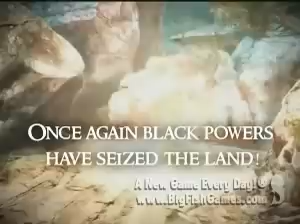 ONCE AGAIN BLACK POWERS
HAVE SEIZED THE LAND!
A New Game Every Day!®
www.BigFishGames.com